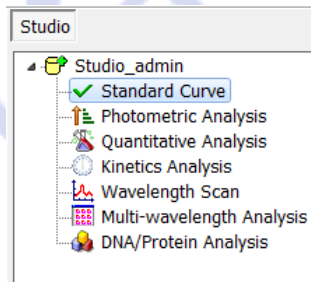 Studio
Studio_admin
Standard Curve
Photometric Analysis
Quantitative Analysis
Kinetics Analysis
Wavelength Scan
Multi-wavelength Analysis
DNA/Protein Analysis